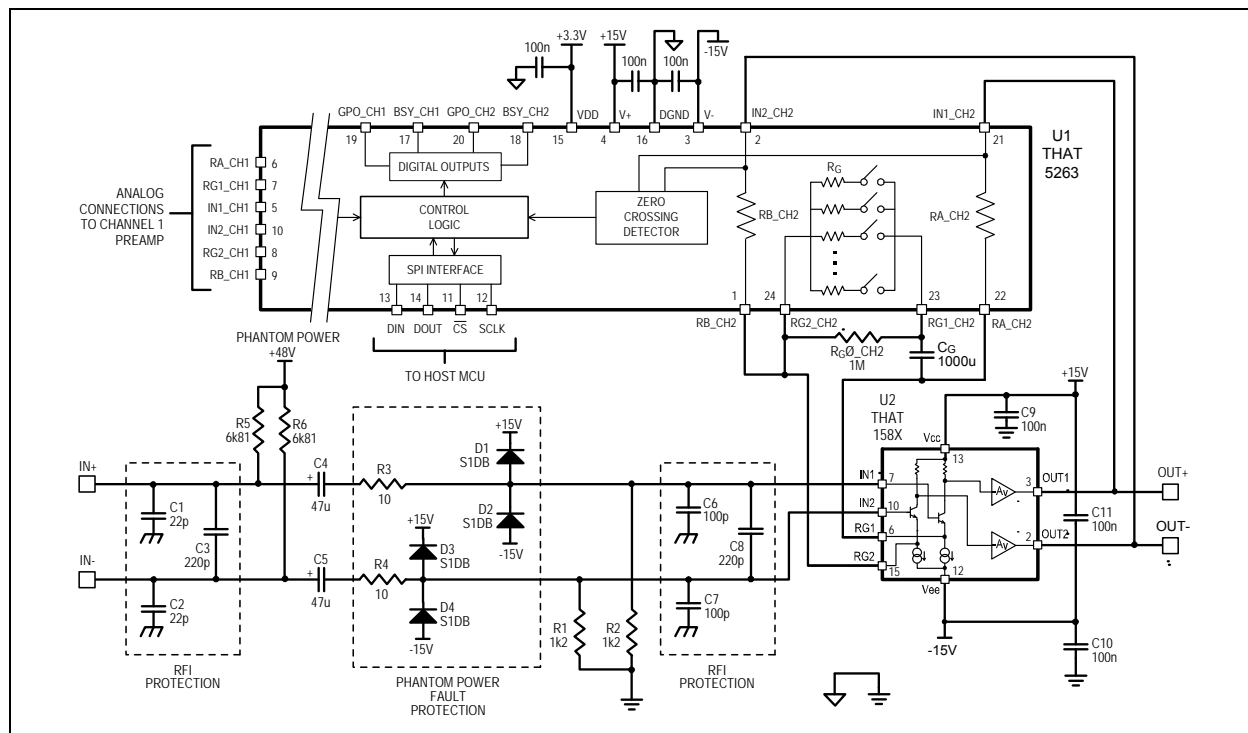 +3.3V
+15V
-15V
100n
100n
100n
GPO_CH1
BSY_CH1
GPO_CH2
BSY_CH2
VDD
V+
DGND
V-
IN2_CH2
IN1_CH2
19
17
20
18
15
4
16
3
2
21
U1
THAT
5263
ANALOG
CONNECTIONS
TO CHANNEL 1
PREAMP
RA_CH1
6
RG1_CH1
7
IN1_CH1
5
IN2_CH1
10
RG2_CH1
8
RB_CH1
9
DIGITAL OUTPUTS
CONTROL
LOGIC
SPI INTERFACE
ZERO
CROSSING
DETECTOR
RB_CH2
RG
RA_CH2
13
14
11
12
1
24
23
22
DIN
DOUT
CS
SCLK
RB_CH2
RG2_CH2
RG1_CH2
RA_CH2
TO HOST MCU
RGØ_CH2
1M
CG
1000u
PHANTOM POWER
+48V
R5
6k81
R6
6k81
+15V
D1
S1DB
U2
THAT
158X
C9
100n
+15V
Vcc
13
IN+
C4
47u
+
R3
10
IN1
7
OUT1
3
OUT+
C1
22p
C3
220p
D2
S1DB
-15V
C6
100p
IN2
10
AV
C11
100n
+15V
D3
S1DB
C8
220p
RG1
6
OUT2
2
OUT-
AV
IN-
C5
47u
+
R4
10
RG2
15
12
Vee
C2
22p
D4
S1DB
-15V
R1
1k2
R2
1k2
C7
100p
-15V
C10
100n
RFI
PROTECTION
PHANTOM POWER
FAULT
PROTECTION
RFI
PROTECTION